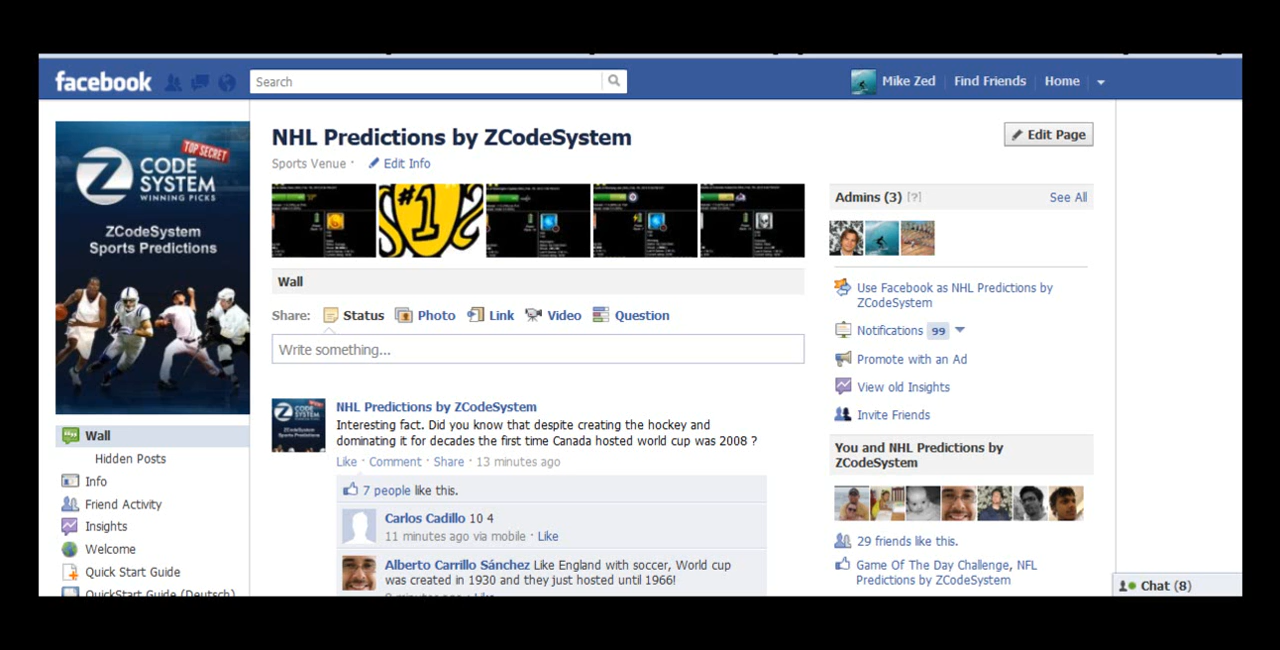 facebook
Search
Mike Zed
Find Friends
Home
TOP SECRET
Z CODE
SYSTEM
WINNING PICKS
ZCodeSystem
Sports Predictions
NHL Predictions by ZCodeSystem
Sports Venue · Edit Info
Edit Page
#1
Wall
Share: Status Photo Link Video Question
Write something...
NHL Predictions by ZCodeSystem
Interesting fact. Did you know that despite creating the hockey and
dominating it for decades the first time Canada hosted world cup was 2008 ?
Like · Comment · Share · 13 minutes ago
7 people like this.
Carlos Cadillo 10 4
11 minutes ago via mobile · Like
Alberto Carrillo Sánchez Like England with soccer, World cup
was created in 1930 and they just hosted until 1966!
Wall
Hidden Posts
Info
Friend Activity
Insights
Welcome
Quick Start Guide
QuickStart Guide (Deutsch)
Admins (3) [?]
See All
Use Facebook as NHL Predictions by
ZCodeSystem
Notifications 99
Promote with an Ad
View old Insights
Invite Friends
You and NHL Predictions by
ZCodeSystem
29 friends like this.
Game Of The Day Challenge, NFL
Predictions by ZCodeSystem
Chat (8)